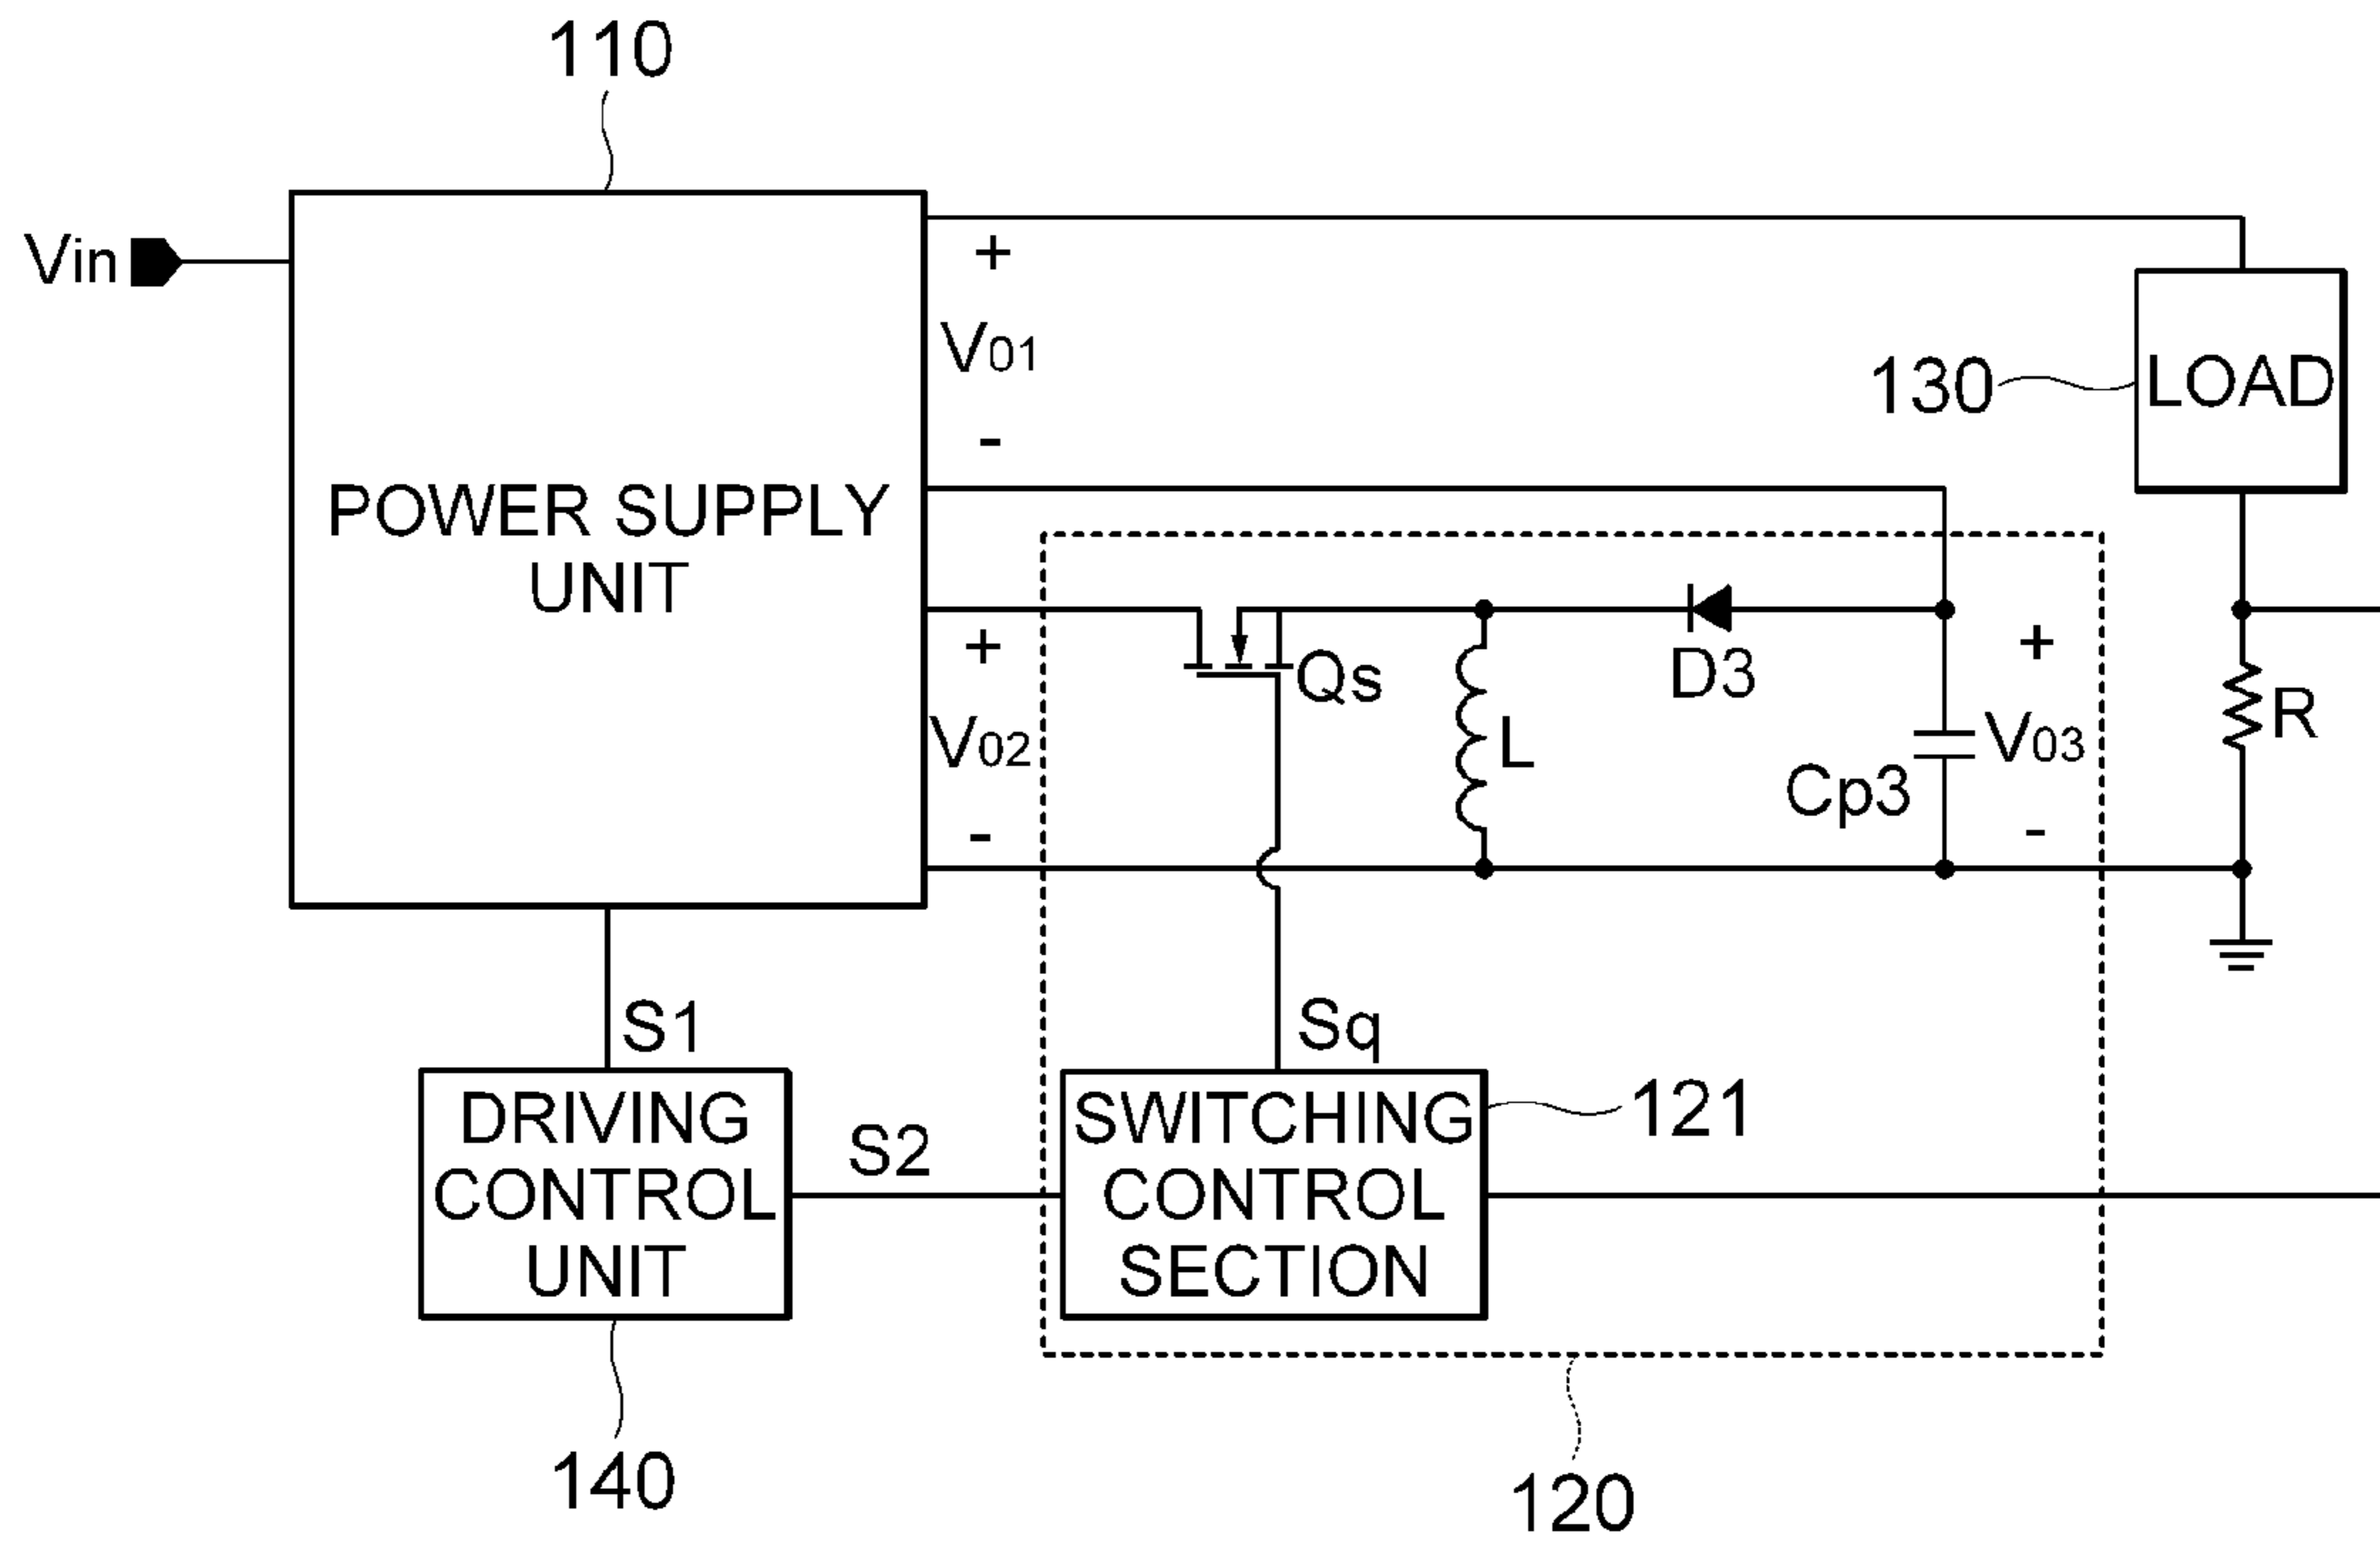 110
Vin
+
V01
-
130
LOAD
POWER SUPPLY
UNIT
+
V02
-
Qs
L
D3
Cp3
+
V03
-
R
S1
Sq
DRIVING
CONTROL
UNIT
S2
SWITCHING
CONTROL
SECTION
121
140
120